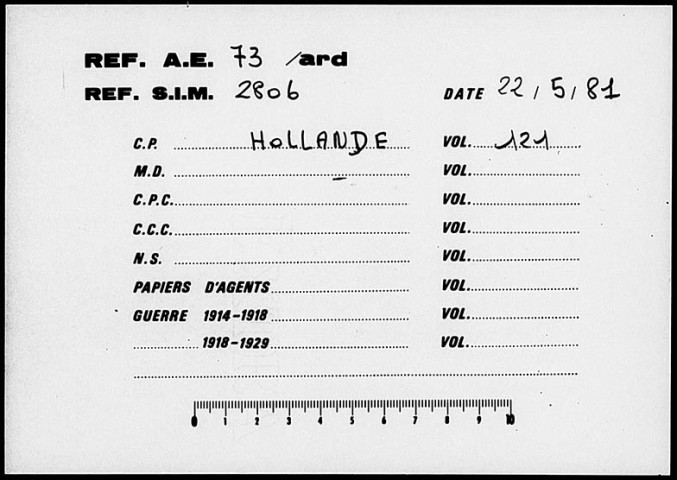 REF. A.E. 73 /ard
REF. S.I.M. 2806 DATE 22 / 5 / 81
C.P. HOLLANDE VOL. 121
M.D. VOL.
C.P.C. VOL.
C.C.C. VOL.
N.S. VOL.
PAPIERS D'AGENTS VOL.
GUERRE 1914-1918 VOL.
1918-1929 VOL.
0 1 2 3 4 5 6 7 8 9 10